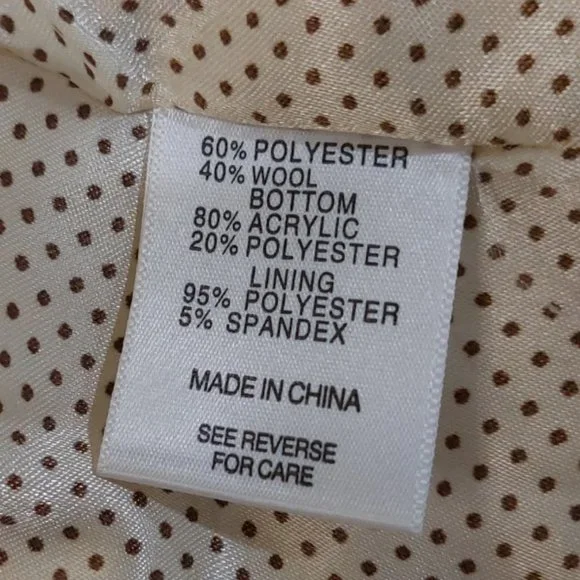 60% POLYESTER
40% WOOL
BOTTOM
80% ACRYLIC
20% POLYESTER
LINING
95% POLYESTER
5% SPANDEX
MADE IN CHINA
SEE REVERSE
FOR CARE